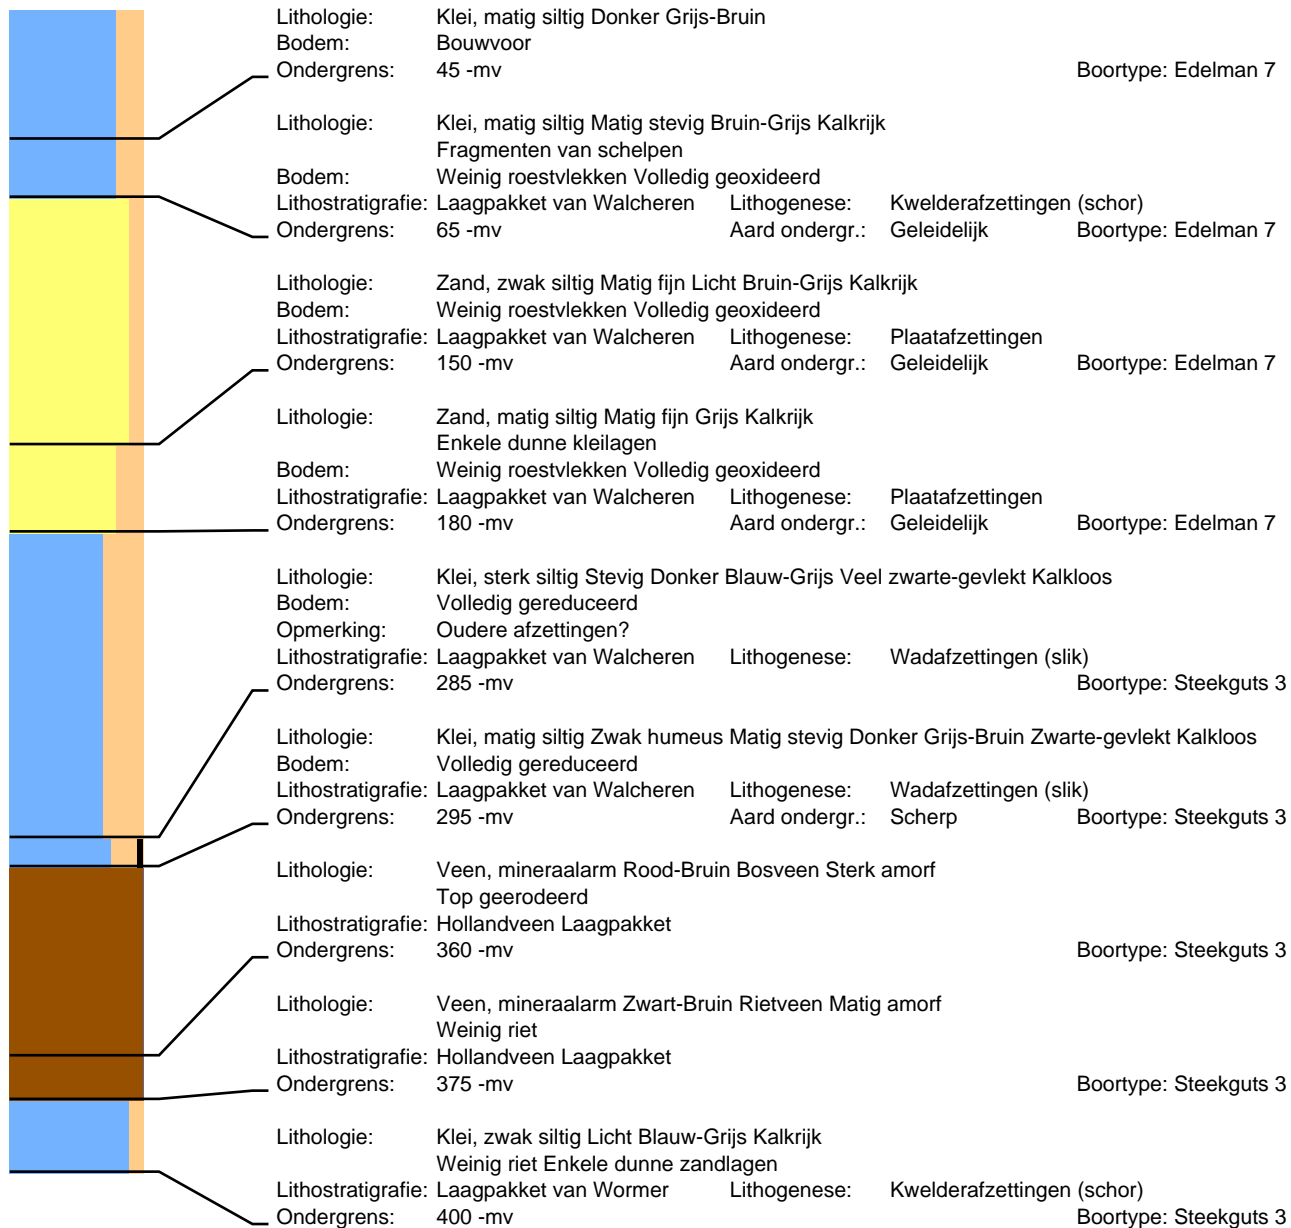 Lithologie: Klei, matig siltig Donker Grijs-Bruin
Bodem: Bouwvoor
Ondergrens: 45 -mv Boortype: Edelman 7
Lithologie: Klei, matig siltig Matig stevig Bruin-Grijs Kalkrijk
Fragmenten van schelpen
Bodem: Weinig roestvlekken Volledig geoxideerd
Lithostratigrafie: Laagpakket van Walcheren Lithogenese: Kwelderafzettingen (schor)
Ondergrens: 65 -mv Aard ondergr.: Geleidelijk Boortype: Edelman 7
Lithologie: Zand, zwak siltig Matig fijn Licht Bruin-Grijs Kalkrijk
Bodem: Weinig roestvlekken Volledig geoxideerd
Lithostratigrafie: Laagpakket van Walcheren Lithogenese: Plaatafzettingen
Ondergrens: 150 -mv Aard ondergr.: Geleidelijk Boortype: Edelman 7
Lithologie: Zand, matig siltig Matig fijn Grijs Kalkrijk
Enkele dunne kleilagen
Bodem: Weinig roestvlekken Volledig geoxideerd
Lithostratigrafie: Laagpakket van Walcheren Lithogenese: Plaatafzettingen
Ondergrens: 180 -mv Aard ondergr.: Geleidelijk Boortype: Edelman 7
Lithologie: Klei, sterk siltig Stevig Donker Blauw-Grijs Veel zwarte-gevlekt Kalkloos
Bodem: Volledig gereduceerd
Opmerking: Oudere afzettingen?
Lithostratigrafie: Laagpakket van Walcheren Lithogenese: Wadafzettingen (slik)
Ondergrens: 285 -mv Boortype: Steekguts 3
Lithologie: Klei, matig siltig Zwak humeus Matig stevig Donker Grijs-Bruin Zwarte-gevlekt Kalkloos
Bodem: Volledig gereduceerd
Lithostratigrafie: Laagpakket van Walcheren Lithogenese: Wadafzettingen (slik)
Ondergrens: 295 -mv Aard ondergr.: Scherp Boortype: Steekguts 3
Lithologie: Veen, mineraalarm Rood-Bruin Bosveen Sterk amorf
Top geerodeerd
Lithostratigrafie: Hollandveen Laagpakket
Ondergrens: 360 -mv Boortype: Steekguts 3
Lithologie: Veen, mineraalarm Zwart-Bruin Rietveen Matig amorf
Weinig riet
Lithostratigrafie: Hollandveen Laagpakket
Ondergrens: 375 -mv Boortype: Steekguts 3
Lithologie: Klei, zwak siltig Licht Blauw-Grijs Kalkrijk
Weinig riet Enkele dunne zandlagen
Lithostratigrafie: Laagpakket van Wormer Lithogenese: Kwelderafzettingen (schor)
Ondergrens: 400 -mv Boortype: Steekguts 3